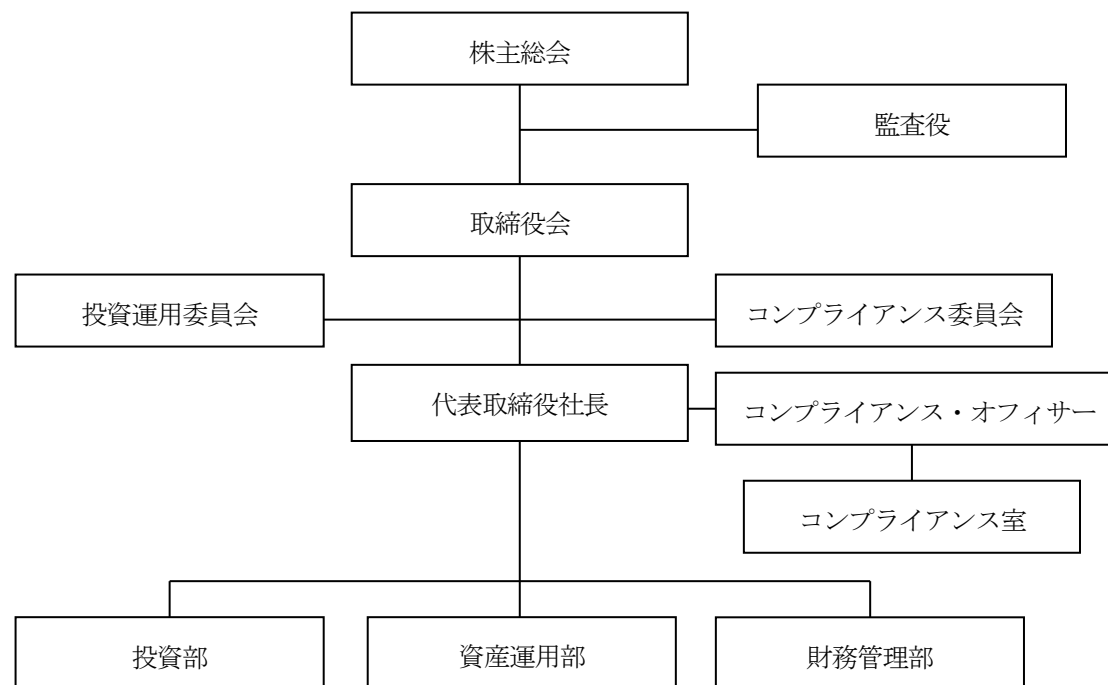 株主総会
監査役
取締役会
投資運用委員会
コンプライアンス委員会
代表取締役社長
コンプライアンス・オフィサー
コンプライアンス室
投資部
資産運用部
財務管理部